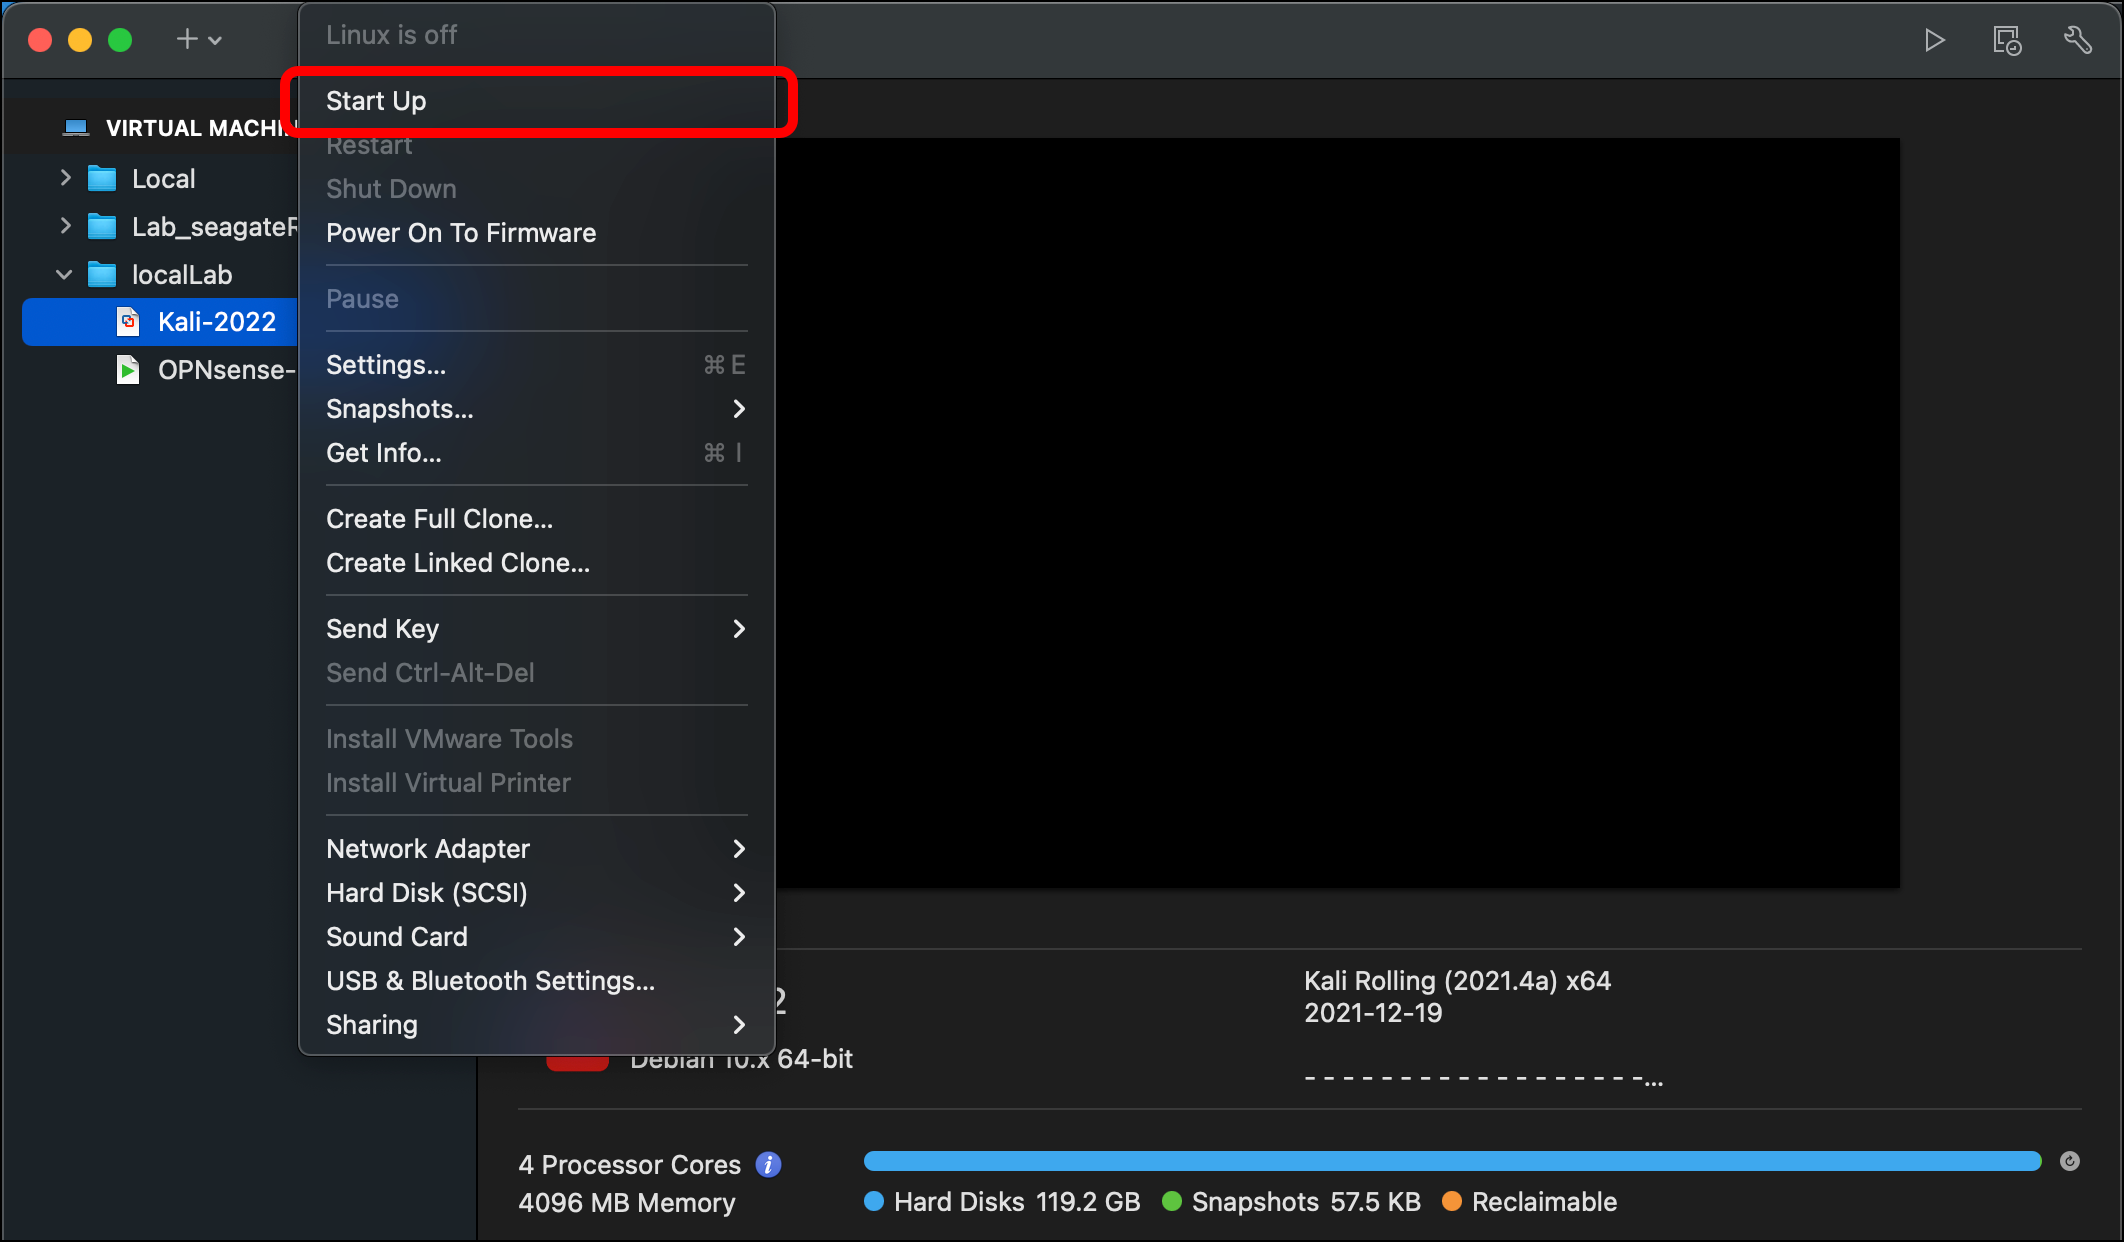 Linux is off
Start Up
Restart
Shut Down
Power On To Firmware
Pause
Settings... ⌘E
Snapshots...
Get Info... ⌘I
Create Full Clone...
Create Linked Clone...
Send Key
Send Ctrl-Alt-Del
Install VMware Tools
Install Virtual Printer
Network Adapter
Hard Disk (SCSI)
Sound Card
USB & Bluetooth Settings...
Sharing
VIRTUAL MACHI
Local
Lab_seagateR
localLab
Kali-2022
OPNsense-
2
Debian 10.x 64-bit
Kali Rolling (2021.4a) x64
2021-12-19
- - - - - - - - - - - - - - - - - -...
4 Processor Cores
4096 MB Memory
Hard Disks 119.2 GB Snapshots 57.5 KB Reclaimable